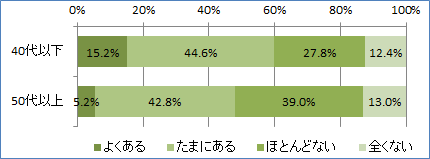 0% 20% 40% 60% 80% 100%
40代以下 15.2% 44.6% 27.8% 12.4%
50代以上 5.2% 42.8% 39.0% 13.0%
よくある たまにある ほとんどない 全くない